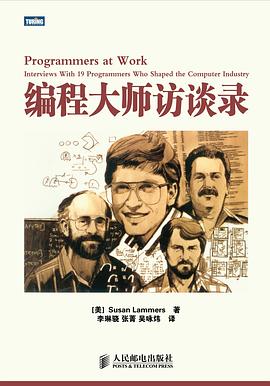 TURING
Programmers at Work
Interviews With 19 Programmers Who Shaped the Computer Industry
编程大师访谈录
[美] Susan Lammers 著
李琳骁 张菁 吴咏炜 译
人民邮电出版社
POSTS & TELECOM PRESS